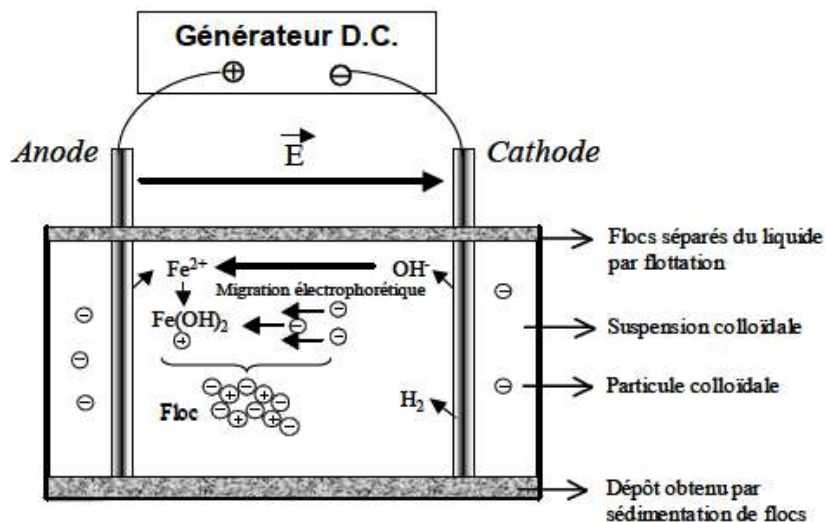 Générateur D.C.
+ −
Anode
E
Cathode
Fe²⁺
OH⁻
Migration électrophorétique
Fe(OH)₂
Floc
H₂
Flocs séparés du liquide
par flottation
Suspension colloïdale
Particule colloïdale
Dépôt obtenu par
sédimentation de flocs